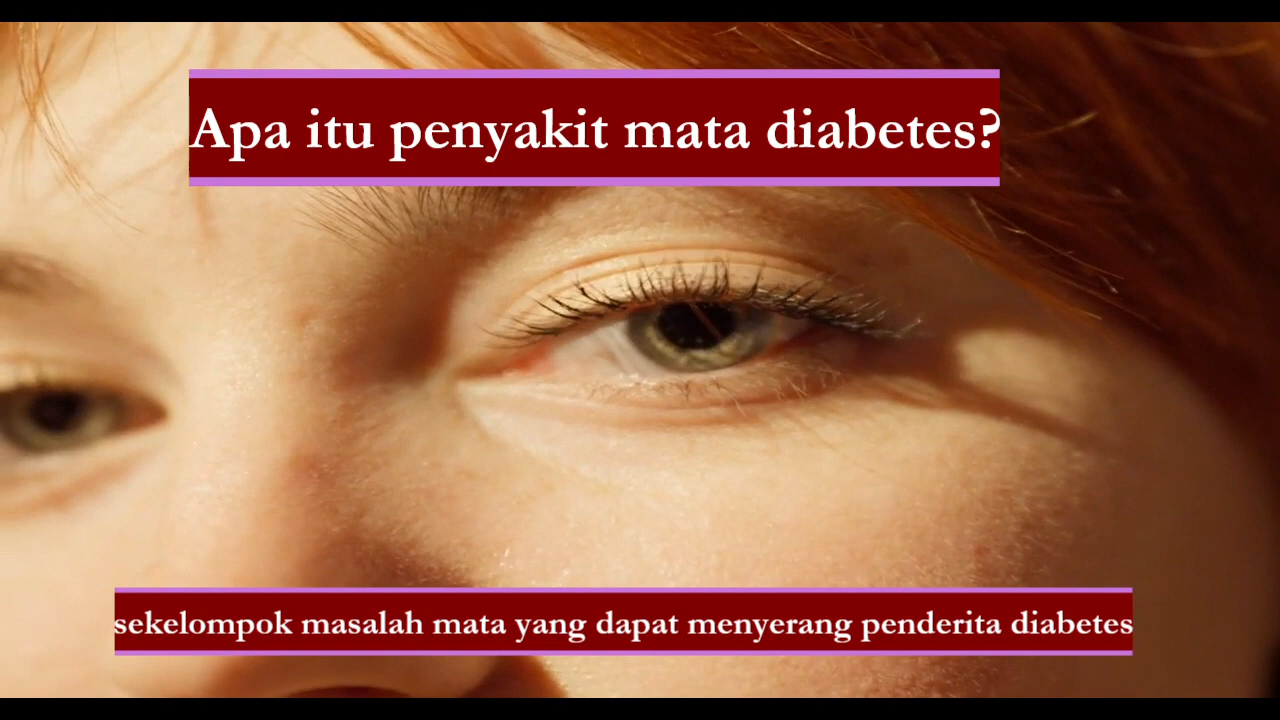 Apa itu penyakit mata diabetes?
sekelompok masalah mata yang dapat menyerang penderita diabetes